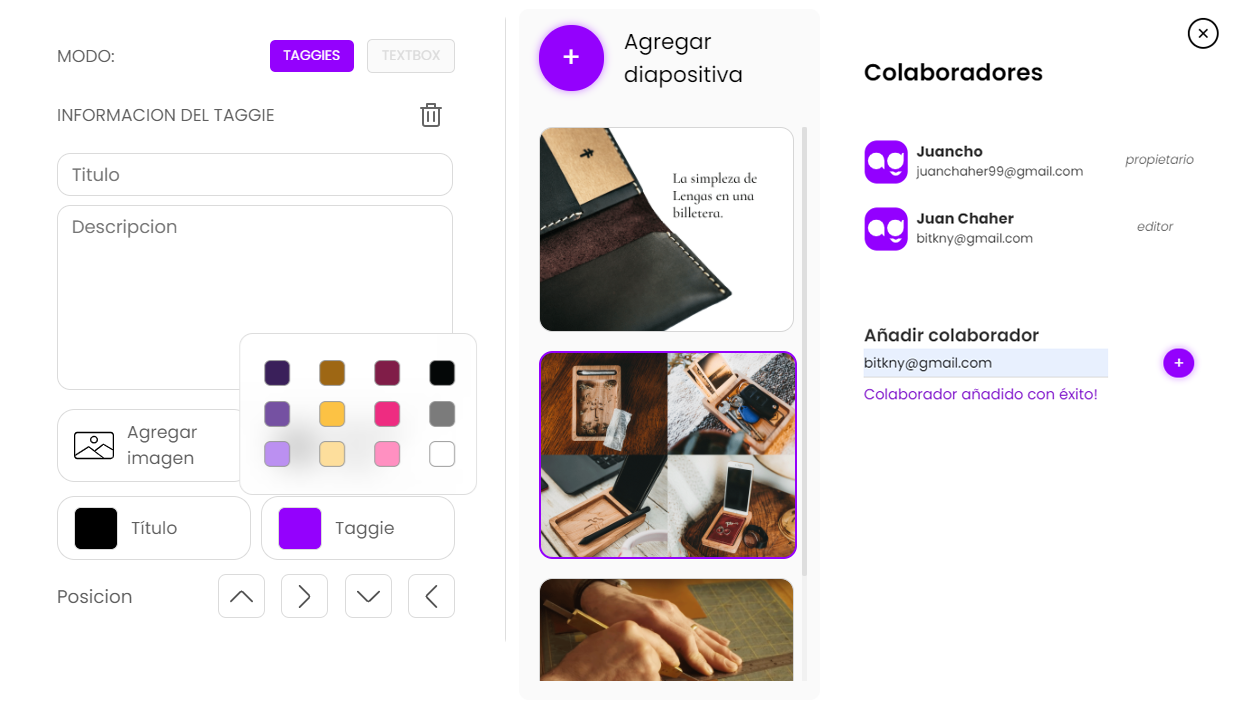 MODO:
TAGGIES
TEXTBOX
INFORMACION DEL TAGGIE
Titulo
Descripcion
Agregar
imagen
Título
Taggie
Posicion
+
Agregar
diapositiva
La simpleza de
Lengas en una
billetera.
Colaboradores
ag
Juancho
juanchaher99@gmail.com
propietario
ag
Juan Chaher
bitkny@gmail.com
editor
Añadir colaborador
bitkny@gmail.com
+
Colaborador añadido con éxito!